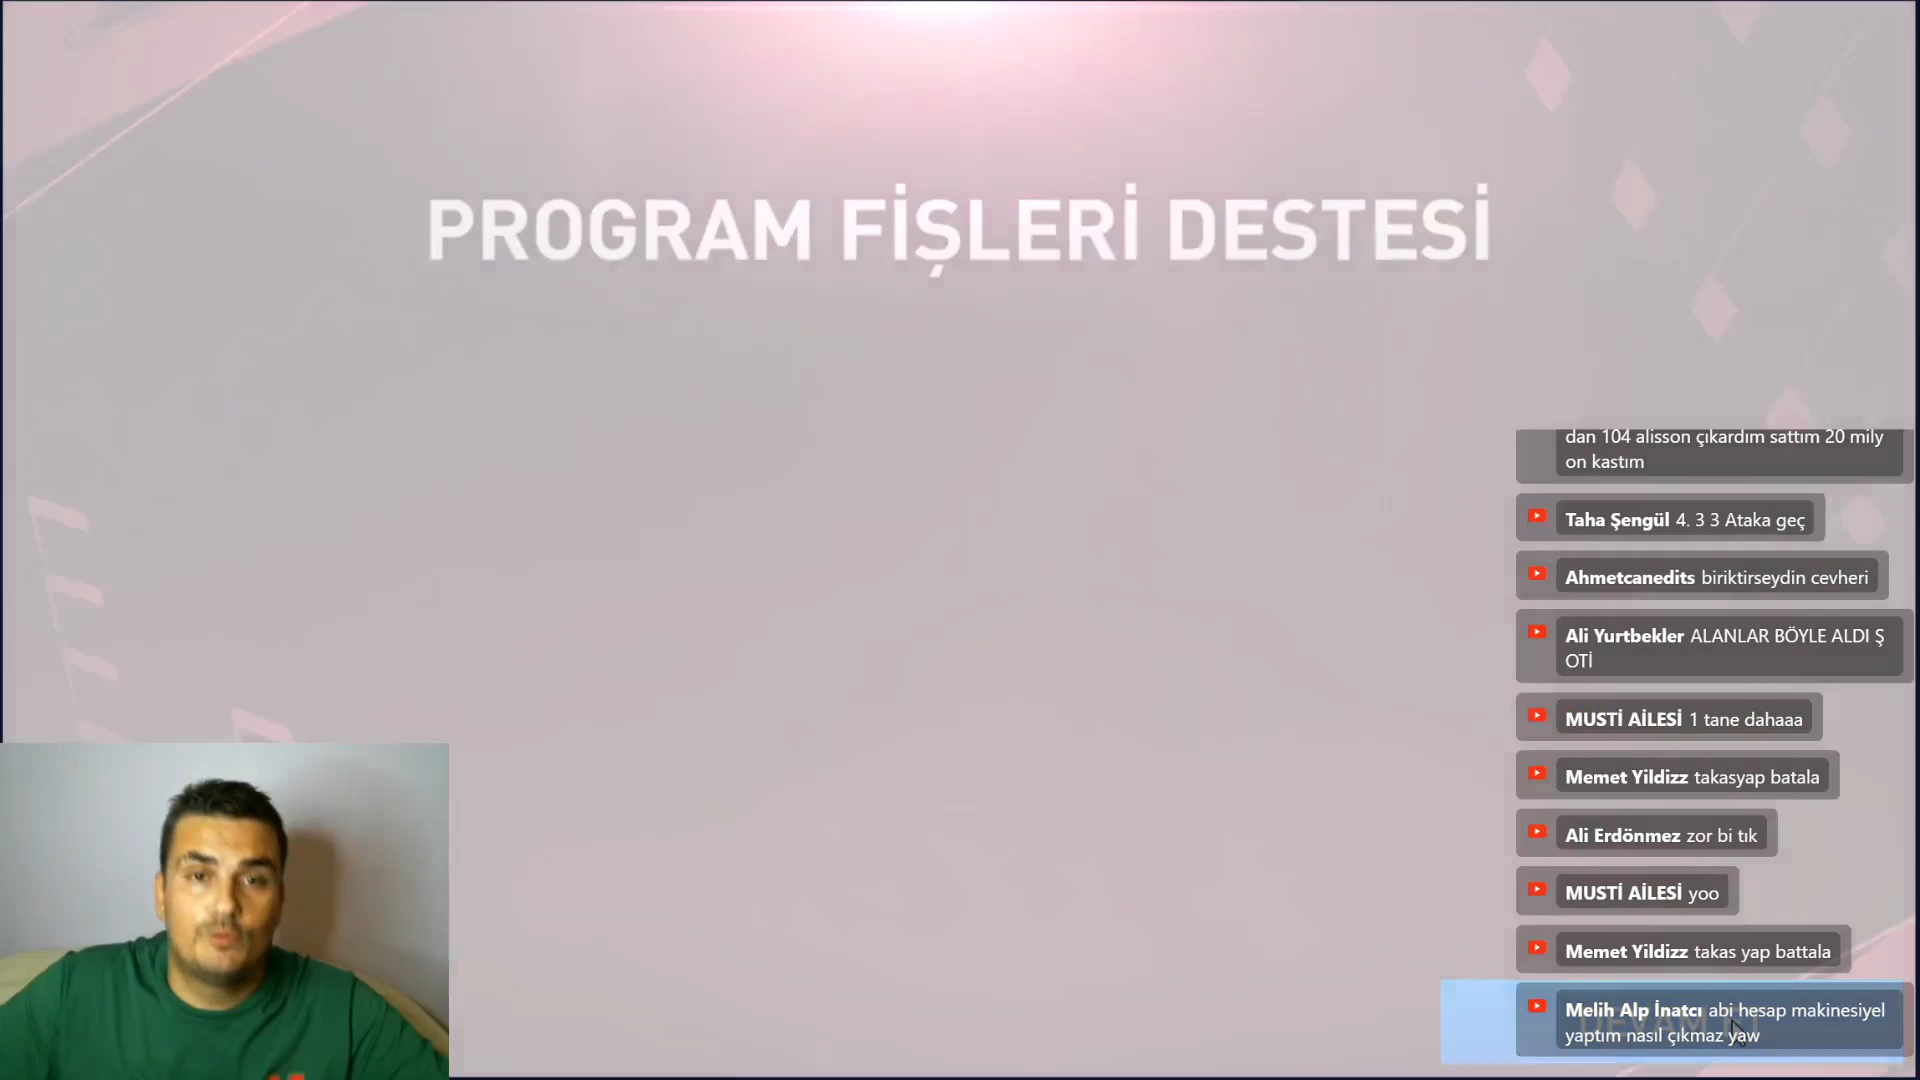 PROGRAM FİŞLERİ DESTESİ
dan 104 alisson çıkardım sattım 20 mily
on kastım
Taha Şengül 4. 3 3 Ataka geç
Ahmetcanedits biriktirseydin cevheri
Ali Yurtbekler ALANLAR BÖYLE ALDI Ş
OTİ
MUSTİ AİLESİ 1 tane dahaaa
Memet Yildizz takasyap batala
Ali Erdönmez zor bi tık
MUSTİ AİLESİ yoo
Memet Yildizz takas yap battala
Melih Alp İnatcı abi hesap makinesiyel
yaptım nasıl çıkmaz yaw
DEVAM ET